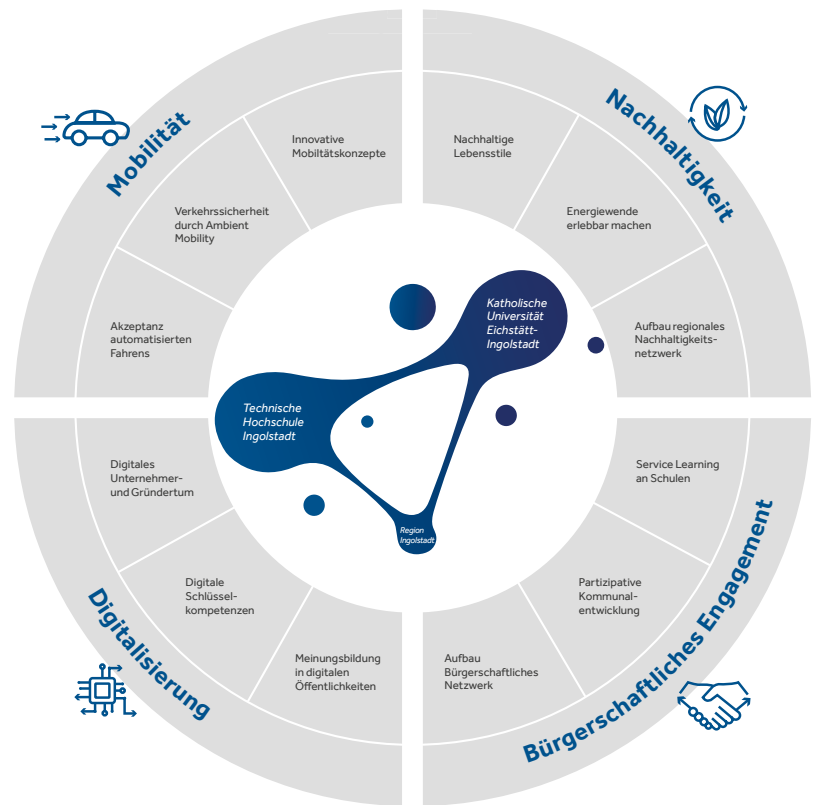 Mobilität
Innovative
Mobiltätskonzepte
Verkehrssicherheit
durch Ambient
Mobility
Akzeptanz
automatisierten
Fahrens
Nachhaltigkeit
Nachhaltige
Lebensstile
Energiewende
erlebbar machen
Aufbau regionales
Nachhaltigkeits-
netzwerk
Katholische
Universität
Eichstätt-
Ingolstadt
Technische
Hochschule
Ingolstadt
Region
Ingolstadt
Digitales
Unternehmer-
und Gründertum
Digitale
Schlüssel-
kompetenzen
Meinungsbildung
in digitalen
Öffentlichkeiten
Digitalisierung
Service Learning
an Schulen
Partizipative
Kommunal-
entwicklung
Aufbau
Bürgerschaftliches
Netzwerk
Bürgerschaftliches Engagement